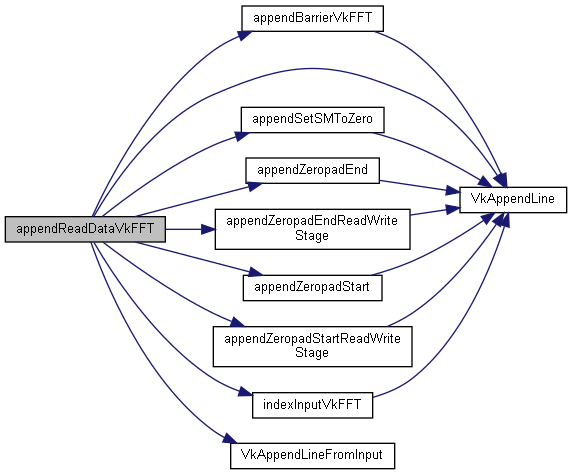 appendBarrierVkFFT
appendSetSMToZero
appendZeropadEnd
VkAppendLine
appendReadDataVkFFT
appendZeropadEndReadWrite
Stage
appendZeropadStart
appendZeropadStartReadWrite
Stage
indexInputVkFFT
VkAppendLineFromInput